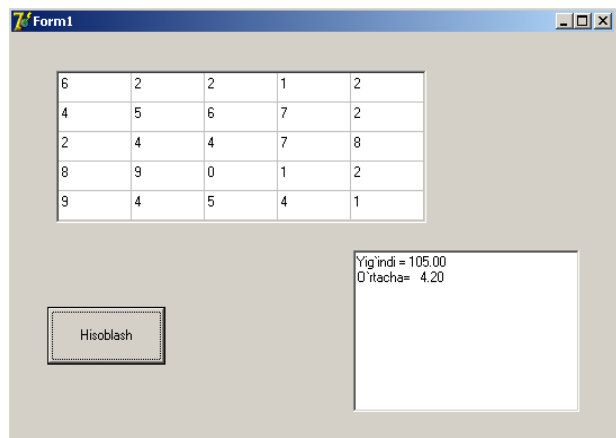 Form1
6 2 2 1 2
4 5 6 7 2
2 4 4 7 8
8 9 0 1 2
9 4 5 4 1
Yig`indi = 105.00
O`rtacha= 4.20
Hisoblash